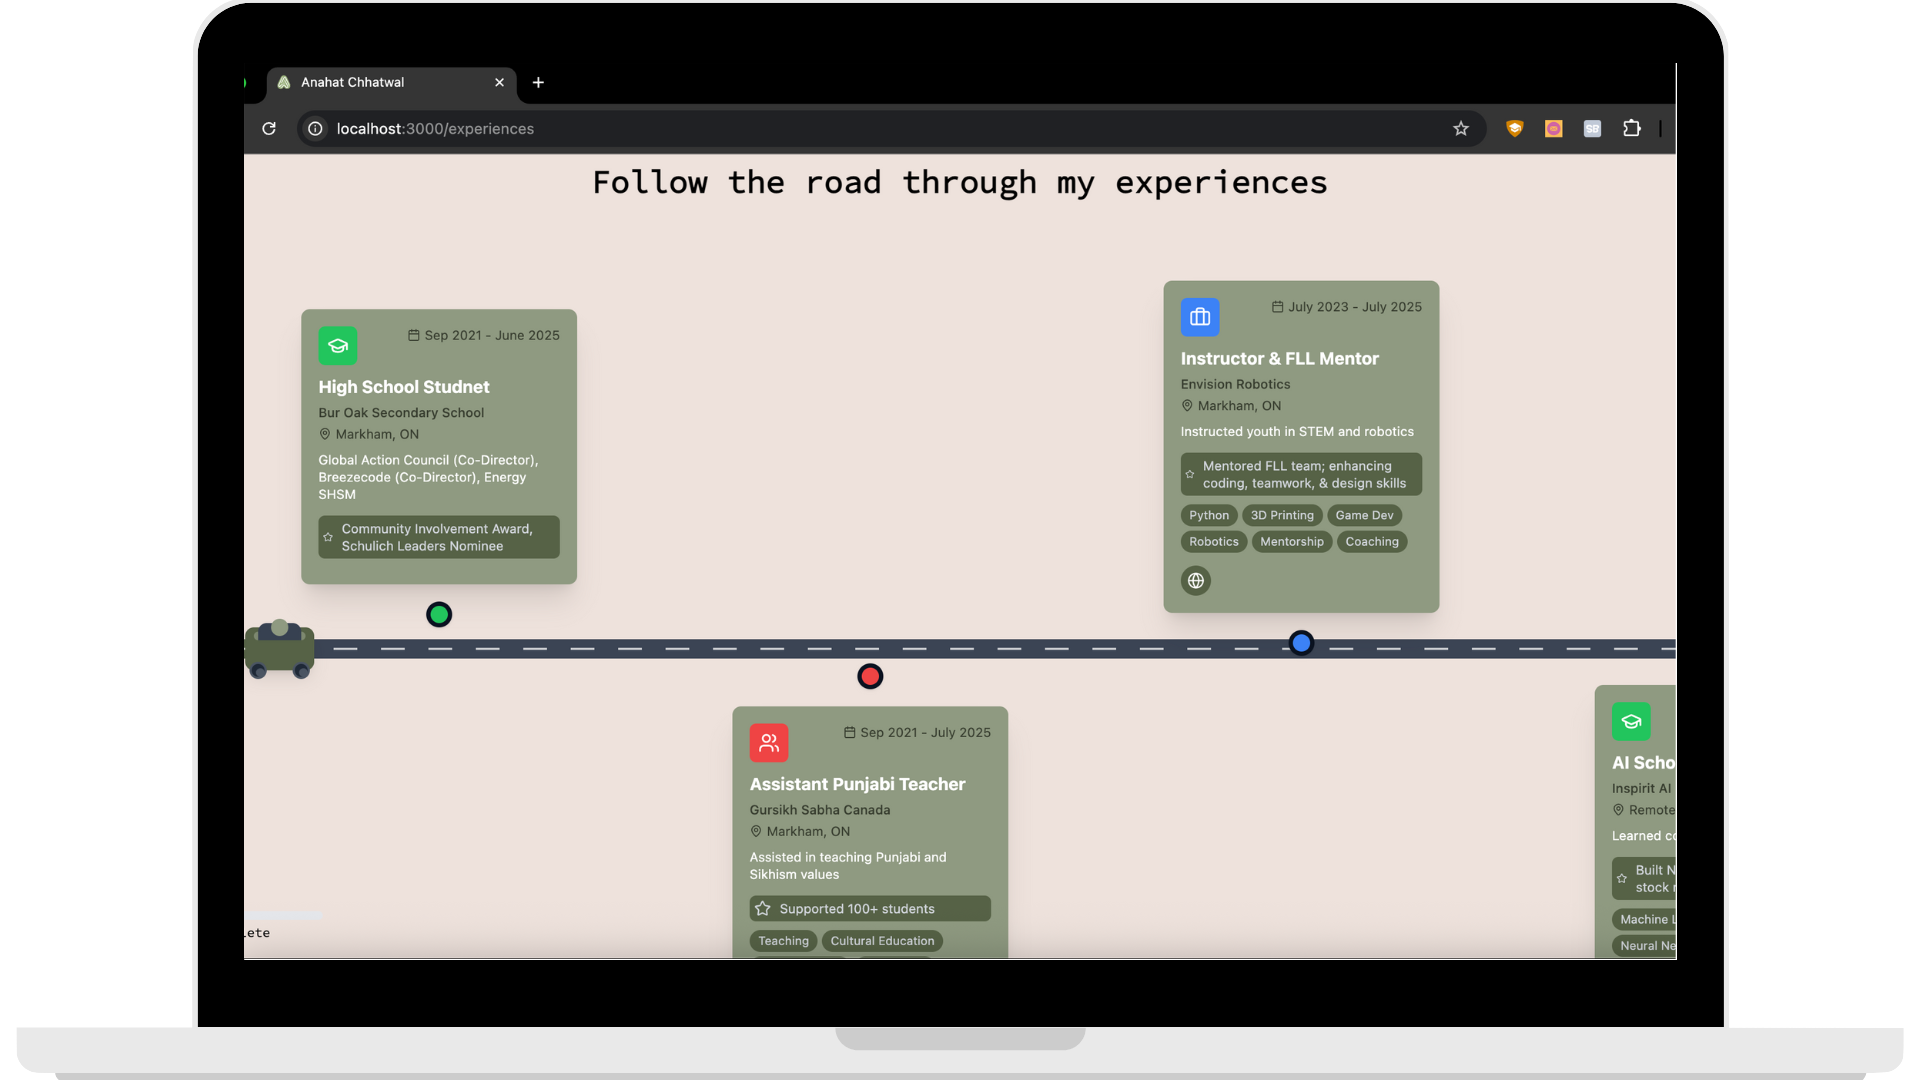 Anahat Chhatwal
localhost:3000/experiences
SB
Follow the road through my experiences
Sep 2021 - June 2025
High School Studnet
Bur Oak Secondary School
Markham, ON
Global Action Council (Co-Director),
Breezecode (Co-Director), Energy
SHSM
Community Involvement Award,
Schulich Leaders Nominee
July 2023 - July 2025
Instructor & FLL Mentor
Envision Robotics
Markham, ON
Instructed youth in STEM and robotics
Mentored FLL team; enhancing
coding, teamwork, & design skills
Python 3D Printing Game Dev
Robotics Mentorship Coaching
Sep 2021 - July 2025
Assistant Punjabi Teacher
Gursikh Sabha Canada
Markham, ON
Assisted in teaching Punjabi and
Sikhism values
Supported 100+ students
Teaching Cultural Education
AI Scho
Inspirit AI
Remote
Learned
Built N
stock
Machine L
Neural Ne
lete